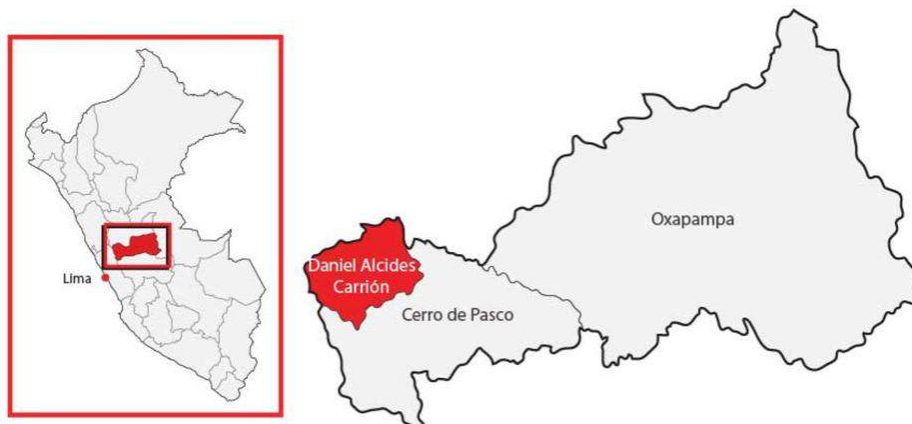 Lima
Oxapampa
Daniel Alcides
Carrión
Cerro de Pasco